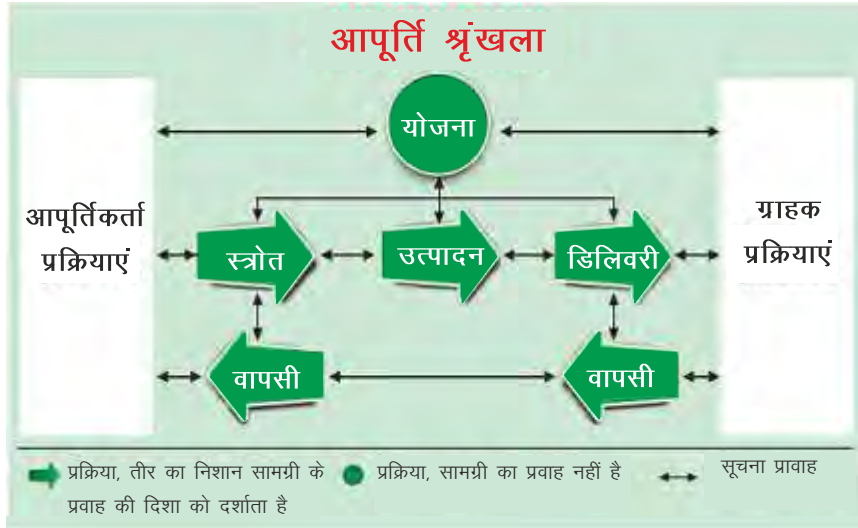 आपूर्ति श्रृंखला
योजना
आपूर्तिकर्ता
प्रक्रियाएं
स्त्रोत
उत्पादन
डिलिवरी
ग्राहक
प्रक्रियाएं
वापसी
वापसी
प्रक्रिया, तीर का निशान सामग्री के
प्रवाह की दिशा को दर्शाता है
प्रक्रिया, सामग्री का प्रवाह नहीं है
सूचना प्रावाह